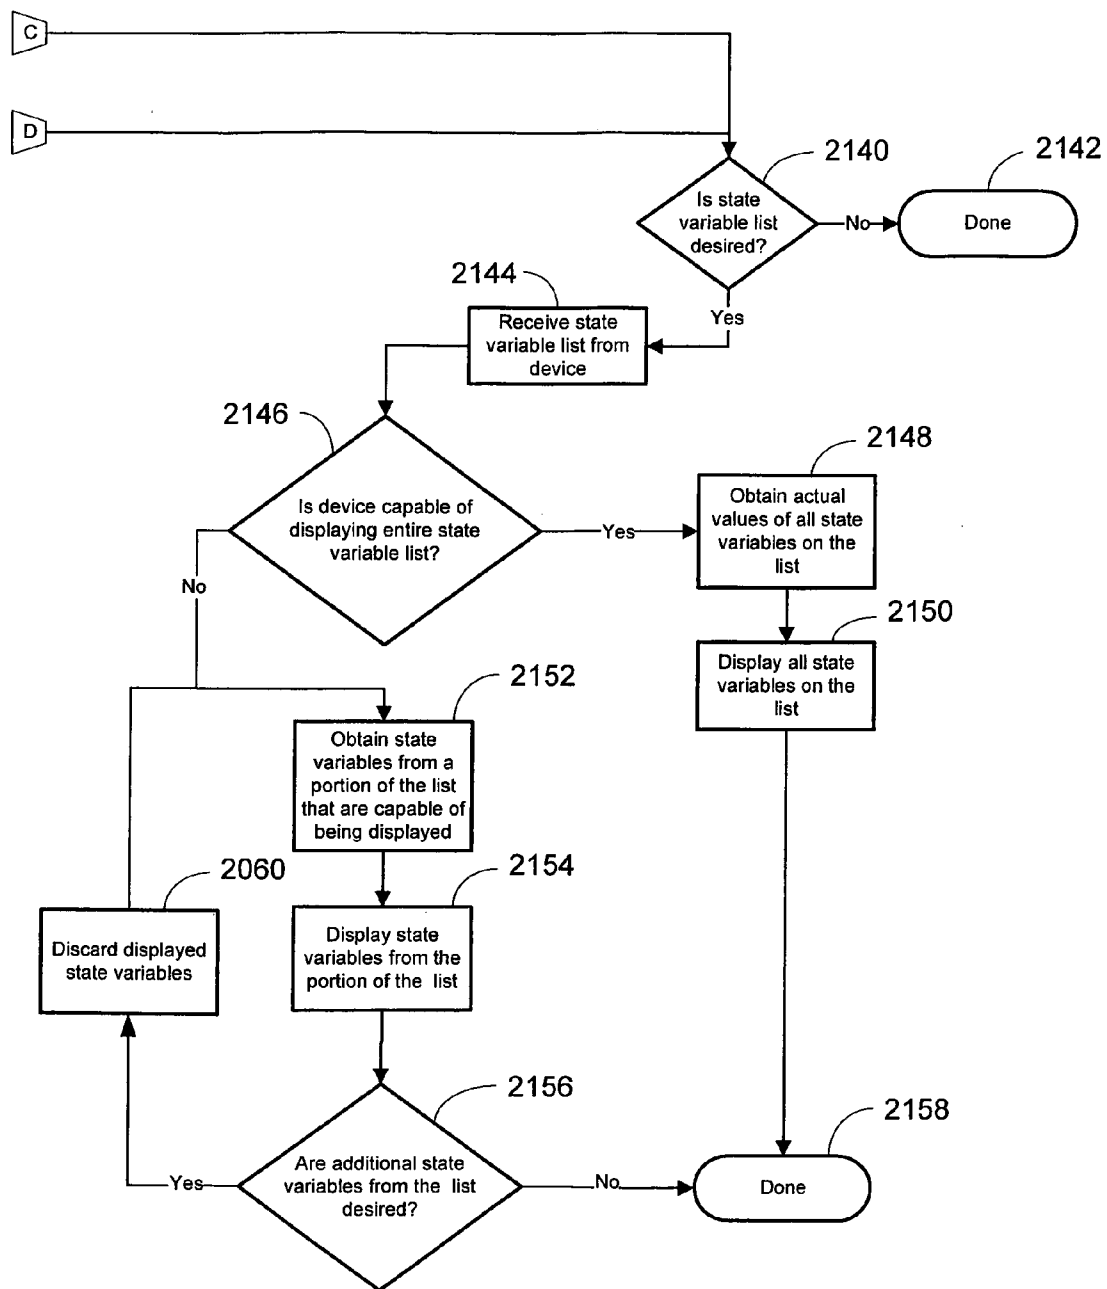 C
D
2140
2142
Is state
variable list
desired?
No
Done
2144
Yes
Receive state
variable list from
device
2146
2148
Is device capable of
displaying entire state
variable list?
Yes
Obtain actual
values of all state
variables on the
list
No
2150
Display all state
variables on the
list
2152
Obtain state
variables from a
portion of the list
that are capable of
being displayed
2060
2154
Discard displayed
state variables
Display state
variables from the
portion of the list
2156
2158
Are additional state
variables from the list
desired?
Yes
No
Done